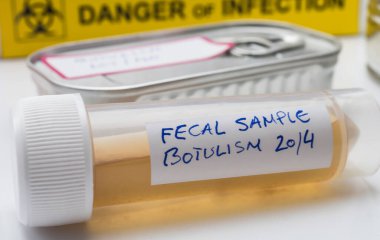 DANGER OF INFECTION
FECAL SAMPLE
BOTULISM 20/4